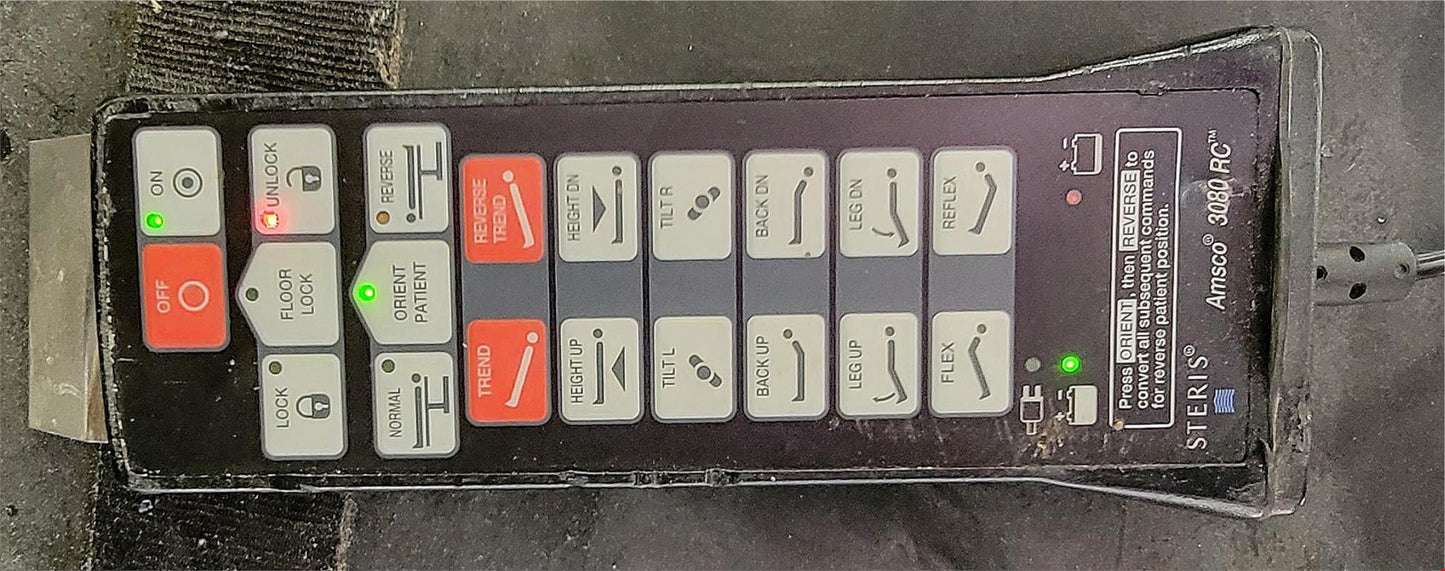 OFF
ON
LOCK
FLOOR
LOCK
UNLOCK
NORMAL
ORIENT
PATIENT
REVERSE
TREND
REVERSE
TREND
HEIGHT UP
HEIGHT DN
TILT L
TILT R
BACK UP
BACK DN
LEG UP
LEG DN
FLEX
REFLEX
+ -
+ -
Press ORIENT, then REVERSE to
convert all subsequent commands
for reverse patient position.
STERIS®
Amsco® 3080 RC™